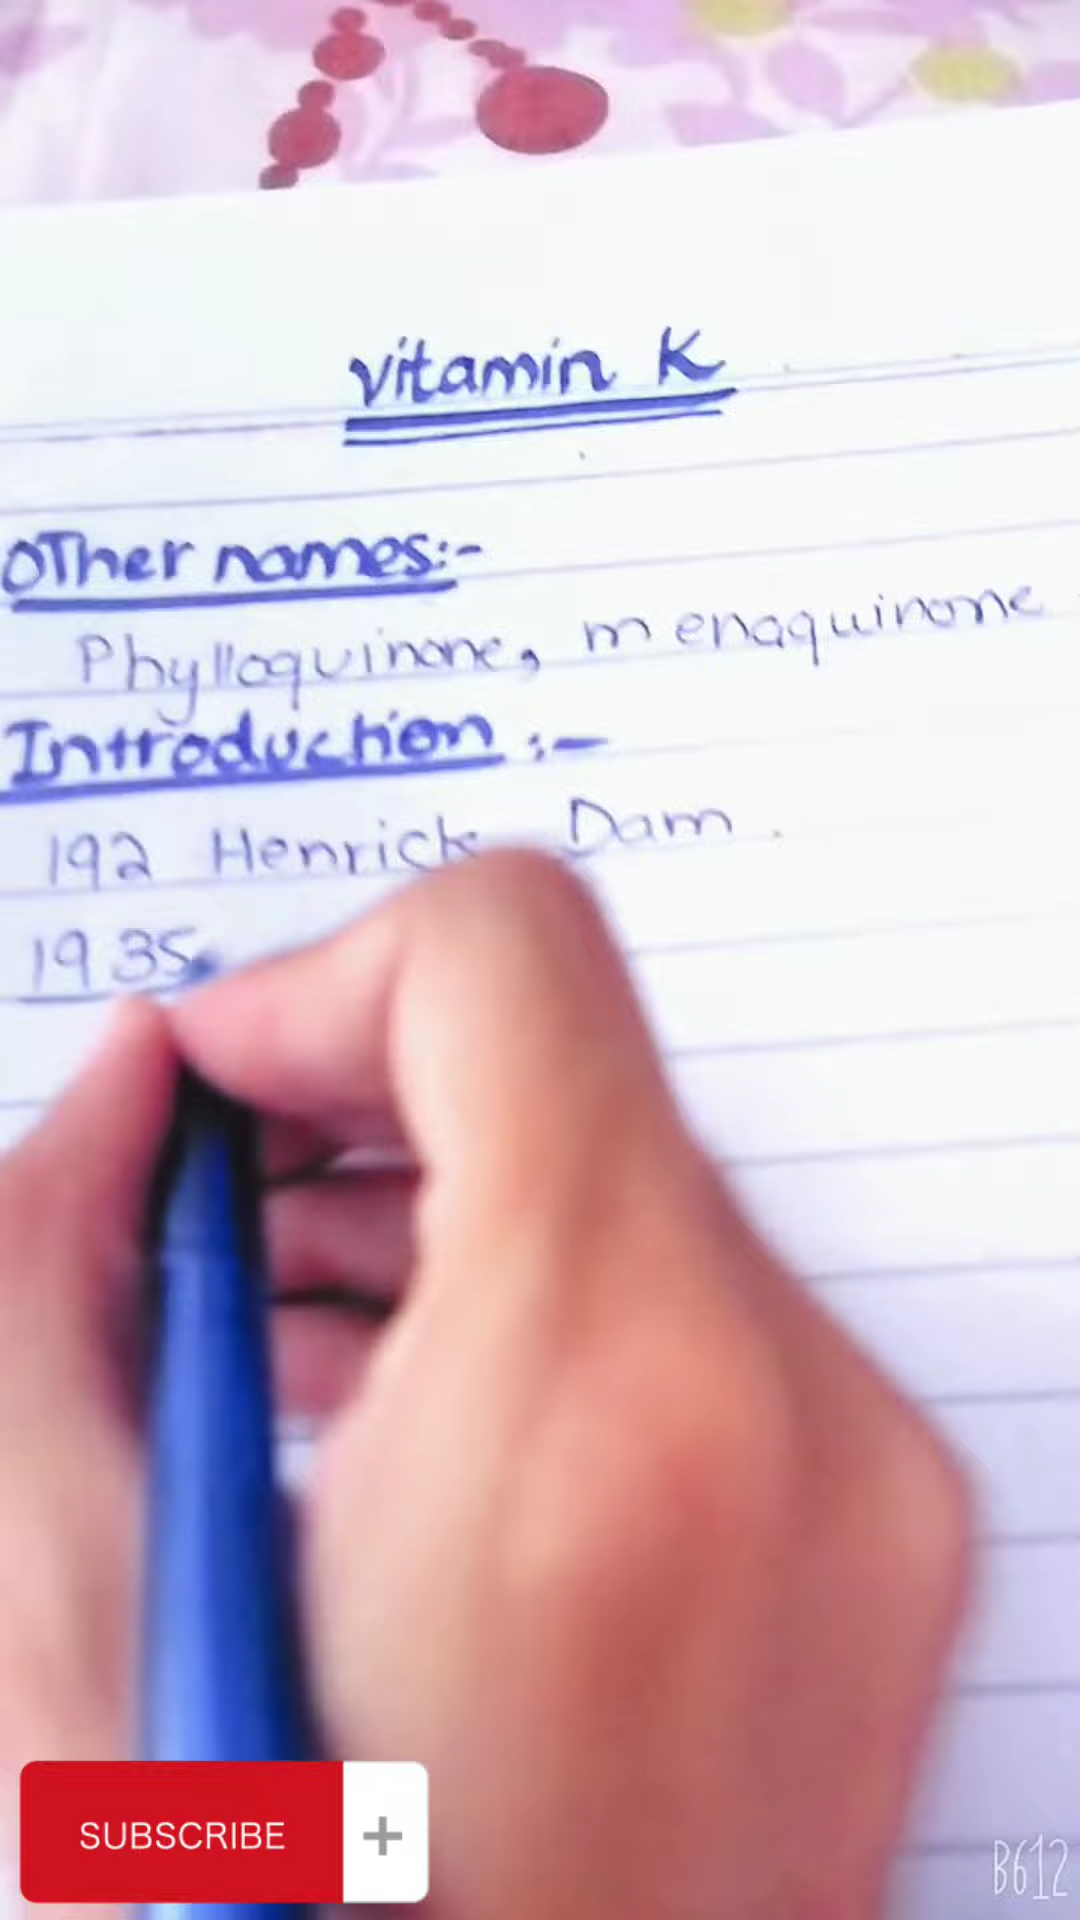 vitamin K
Other names:-
Phylloquinone, menaquinone
Introduction :-
192 Henrick Dam.
1935
SUBSCRIBE +
B612